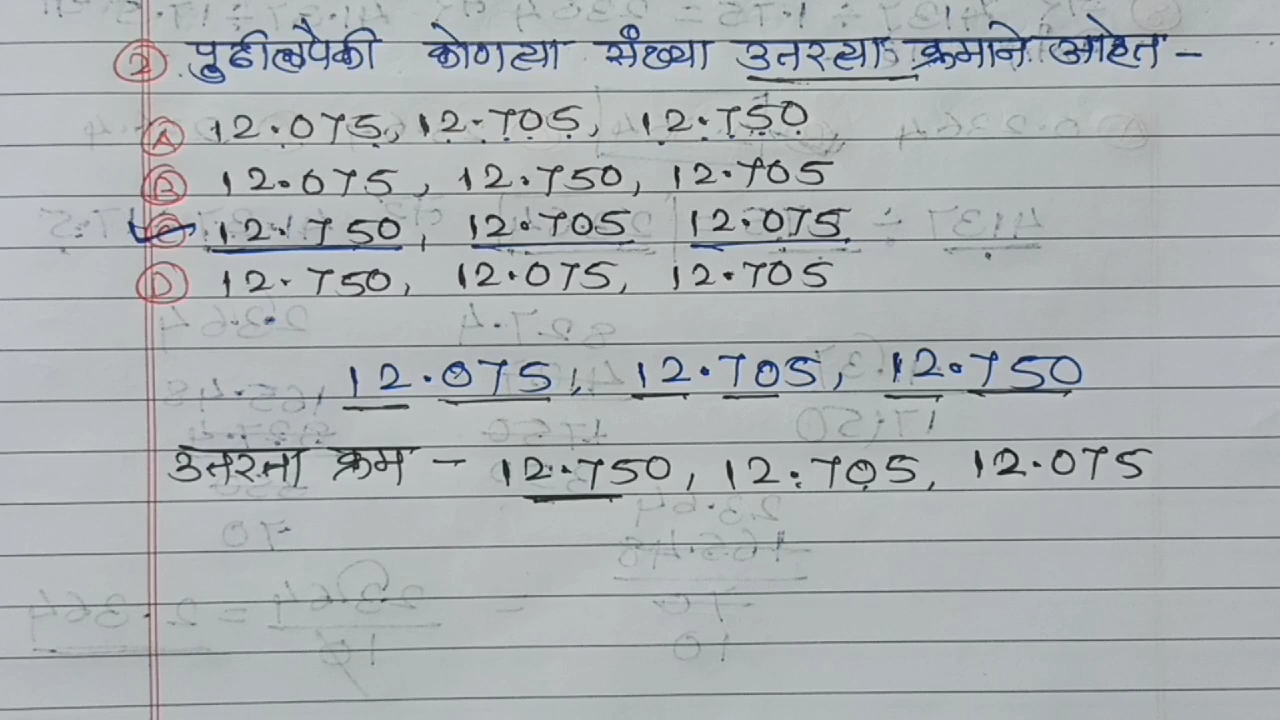 ② पुढीलपैकी कोणत्या संख्या उतरत्या क्रमाने आहेत -
Ⓐ 12.075, 12.705, 12.750
Ⓑ 12.075, 12.750, 12.705
Ⓒ 12.750, 12.705 12.075
Ⓓ 12.750, 12.075, 12.705
12.075, 12.705, 12.750
उतरता क्रम - 12.750, 12.705, 12.075